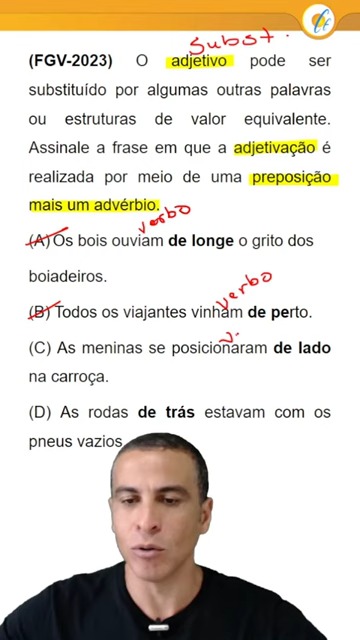 subst.
(FGV-2023) O adjetivo pode ser
substituído por algumas outras palavras
ou estruturas de valor equivalente.
Assinale a frase em que a adjetivação é
realizada por meio de uma preposição
mais um advérbio.
verbo
(A) Os bois ouviam de longe o grito dos
boiadeiros.
verbo
(B) Todos os viajantes vinham de perto.
v.
(C) As meninas se posicionaram de lado
na carroça.
(D) As rodas de trás estavam com os
pneus vazios